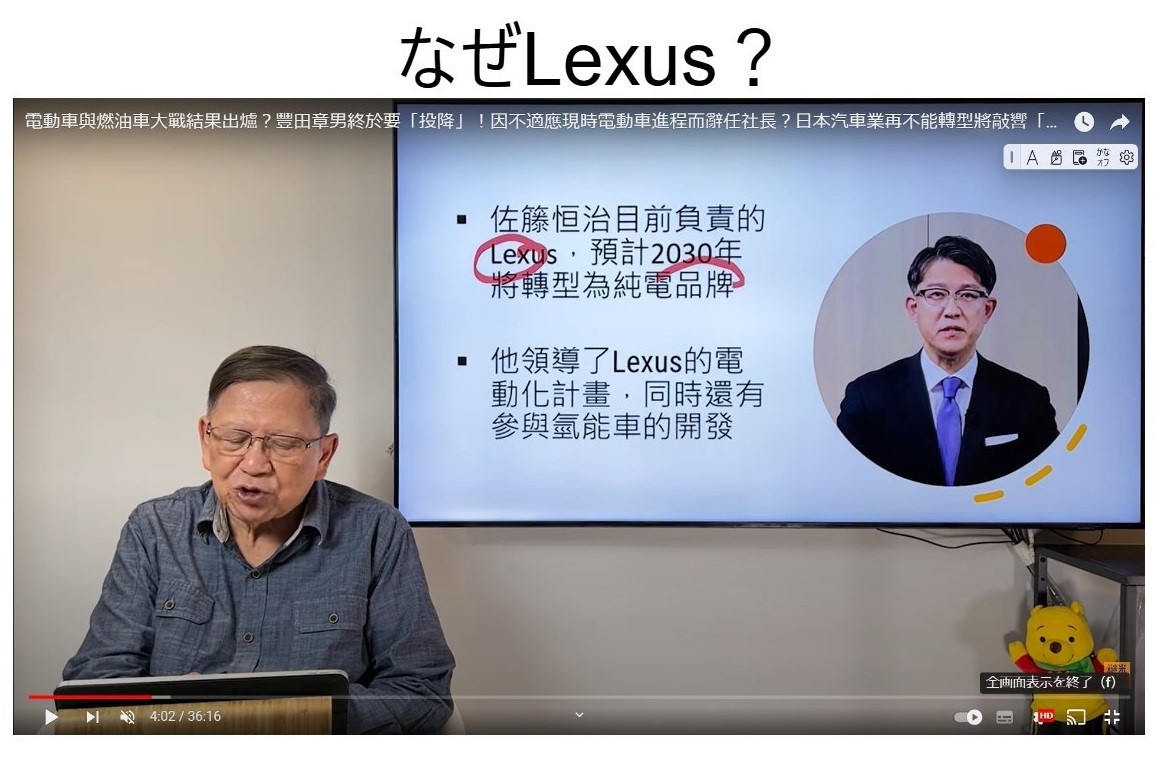 なぜLexus？
電動車與燃油車大戰結果出爐？豐田章男終於要「投降」！因不適應現時電動車進程而辭任社長？日本汽車業再不能轉型將敲響「...
A
かな
オフ
▪ 佐籐恒治目前負責的
Lexus，預計2030年
將轉型為純電品牌
▪ 他領導了Lexus的電
動化計畫，同時還有
參與氫能車的開發
全画面表示を終了 (f)
4:02 / 36:16
HD